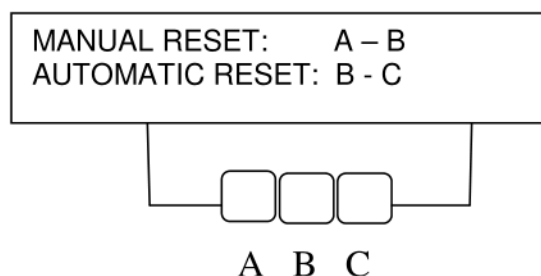 MANUAL RESET: A – B
AUTOMATIC RESET: B - C
A B C